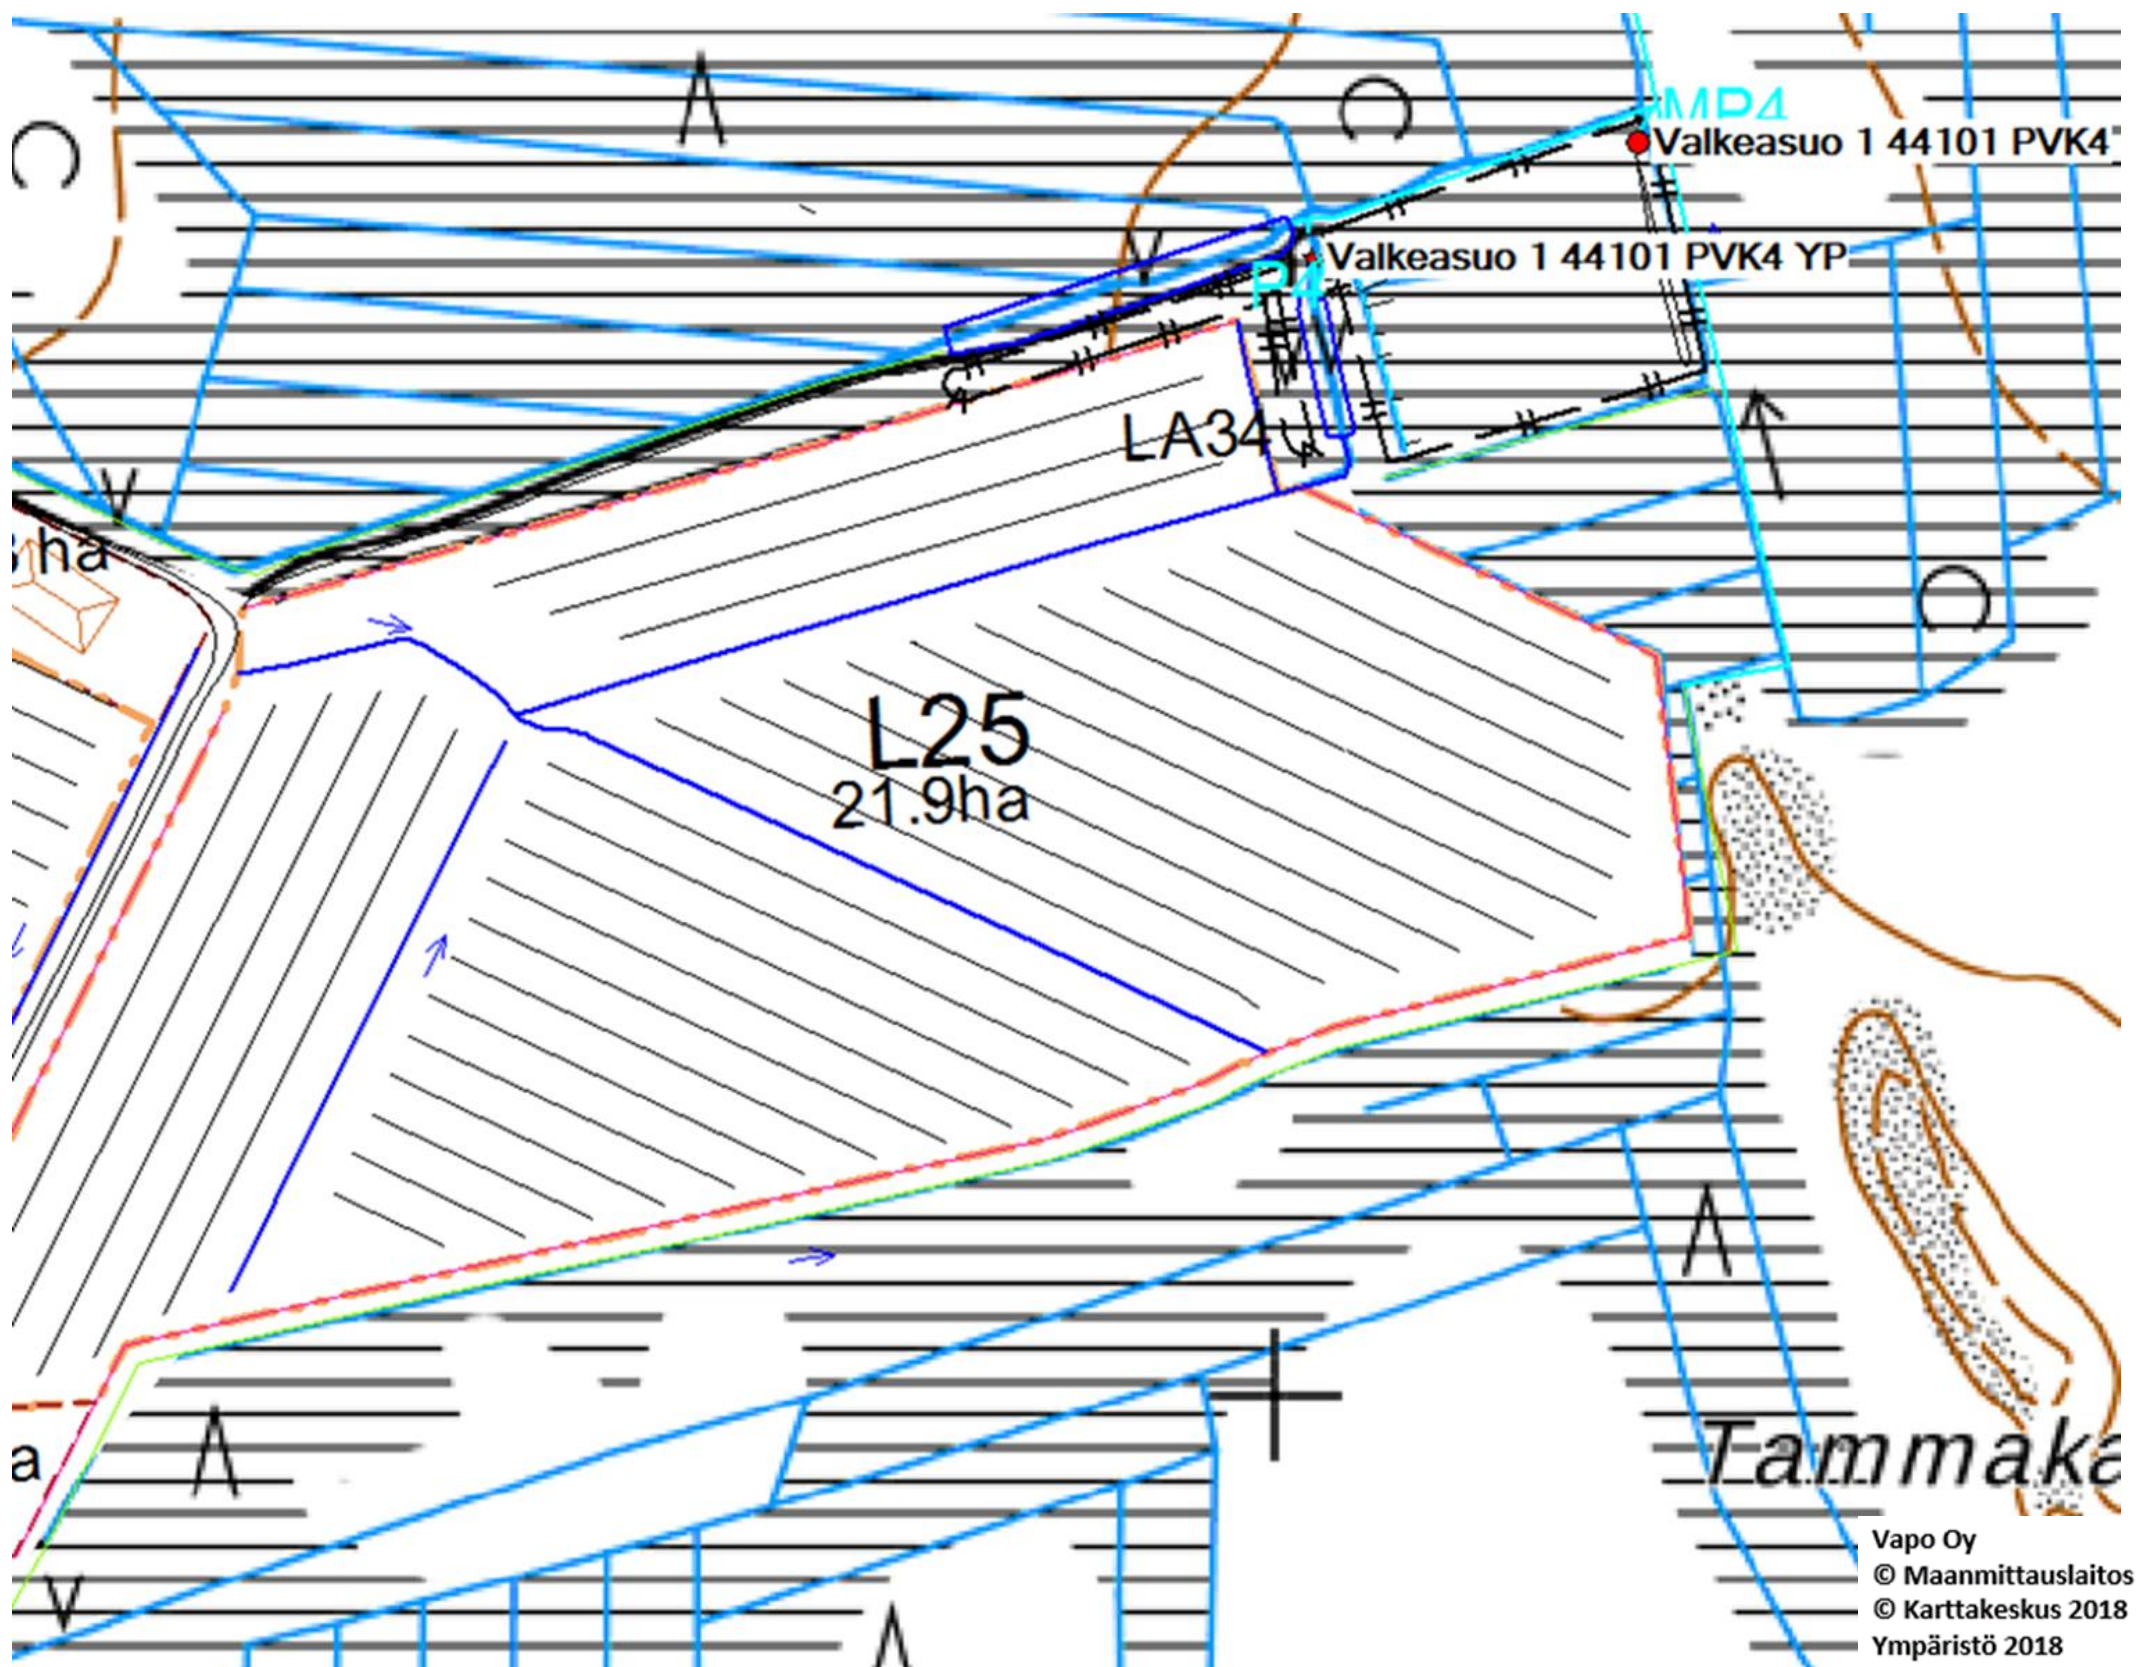 MP4
Valkeasuo 1 44101 PVK4
Valkeasuo 1 44101 PVK4 YP
P4
LA34
ha
L25
21.9ha
a
Tammaka
Vapo Oy
© Maanmittauslaitos
© Karttakeskus 2018
Ympäristö 2018